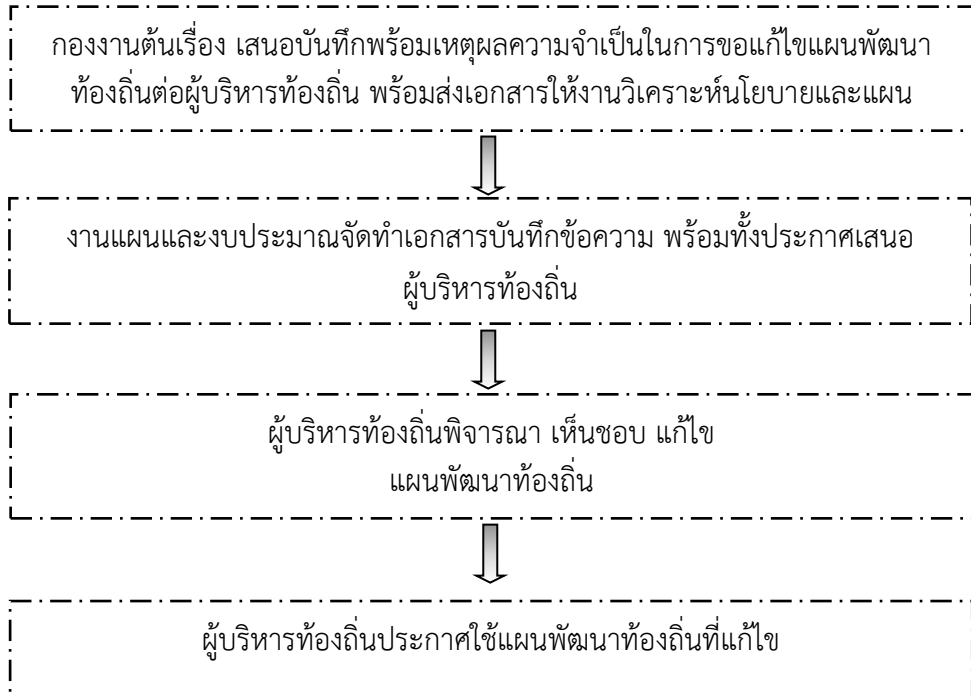 กองงานต้นเรื่อง เสนอบันทึกพร้อมเหตุผลความจำเป็นในการขอแก้ไขแผนพัฒนา
ท้องถิ่นต่อผู้บริหารท้องถิ่น พร้อมส่งเอกสารให้งานวิเคราะห์นโยบายและแผน
งานแผนและงบประมาณจัดทำเอกสารบันทึกข้อความ พร้อมทั้งประกาศเสนอ
ผู้บริหารท้องถิ่น
ผู้บริหารท้องถิ่นพิจารณา เห็นชอบ แก้ไข
แผนพัฒนาท้องถิ่น
ผู้บริหารท้องถิ่นประกาศใช้แผนพัฒนาท้องถิ่นที่แก้ไข